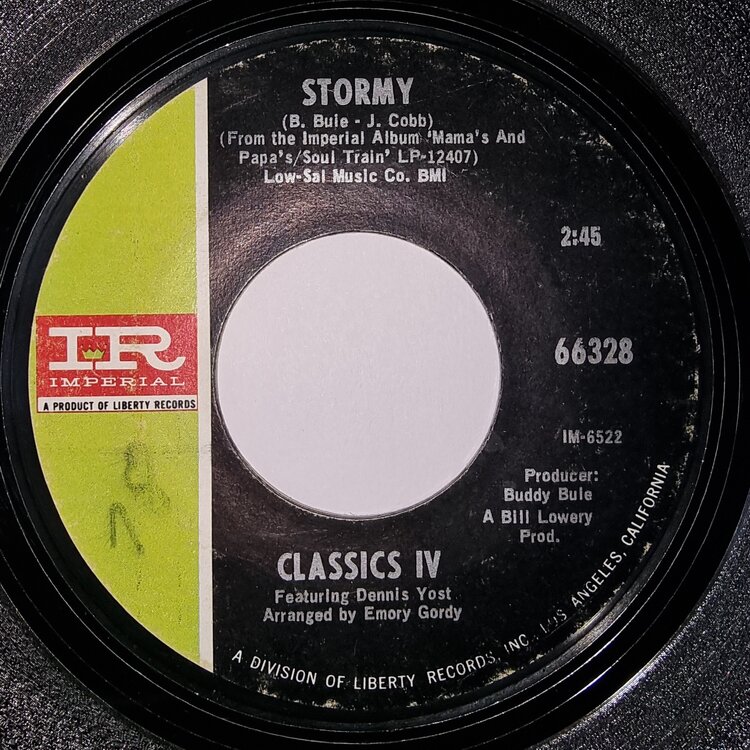 STORMY
(B. Buie - J. Cobb)
(From the Imperial Album 'Mama's And
Papa's/Soul Train' LP-12407)
Low-Sal Music Co. BMI
2:45
IR
IMPERIAL
A PRODUCT OF LIBERTY RECORDS
66328
IM-6522
Producer:
Buddy Buie
A Bill Lowery
Prod.
CLASSICS IV
Featuring Dennis Yost
Arranged by Emory Gordy
A DIVISION OF LIBERTY RECORDS, INC., LOS ANGELES, CALIFORNIA